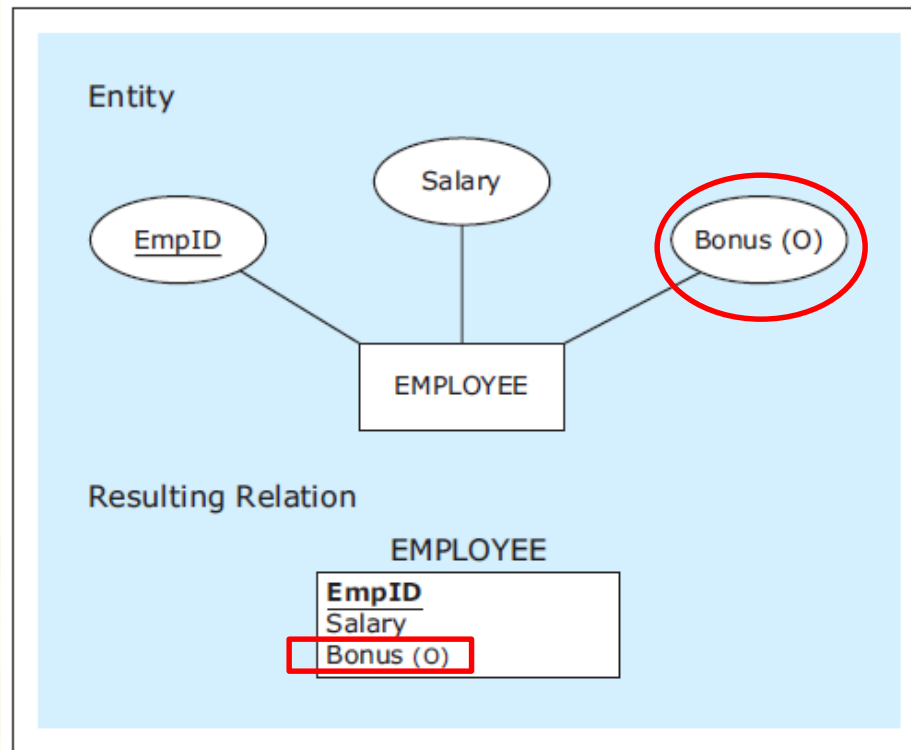 Entity
Salary
EmpID
Bonus (O)
EMPLOYEE
Resulting Relation
EMPLOYEE
EmpID
Salary
Bonus (O)